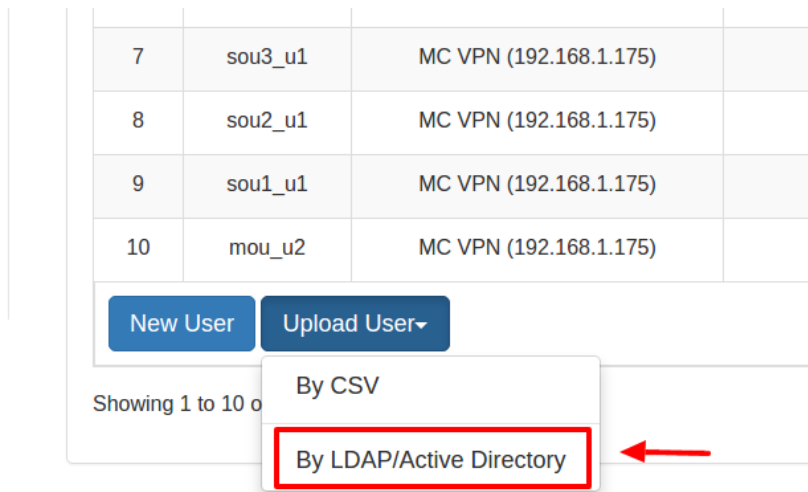 7 sou3_u1 MC VPN (192.168.1.175)
8 sou2_u1 MC VPN (192.168.1.175)
9 sou1_u1 MC VPN (192.168.1.175)
10 mou_u2 MC VPN (192.168.1.175)
New User Upload User
By CSV
Showing 1 to 10 o
By LDAP/Active Directory